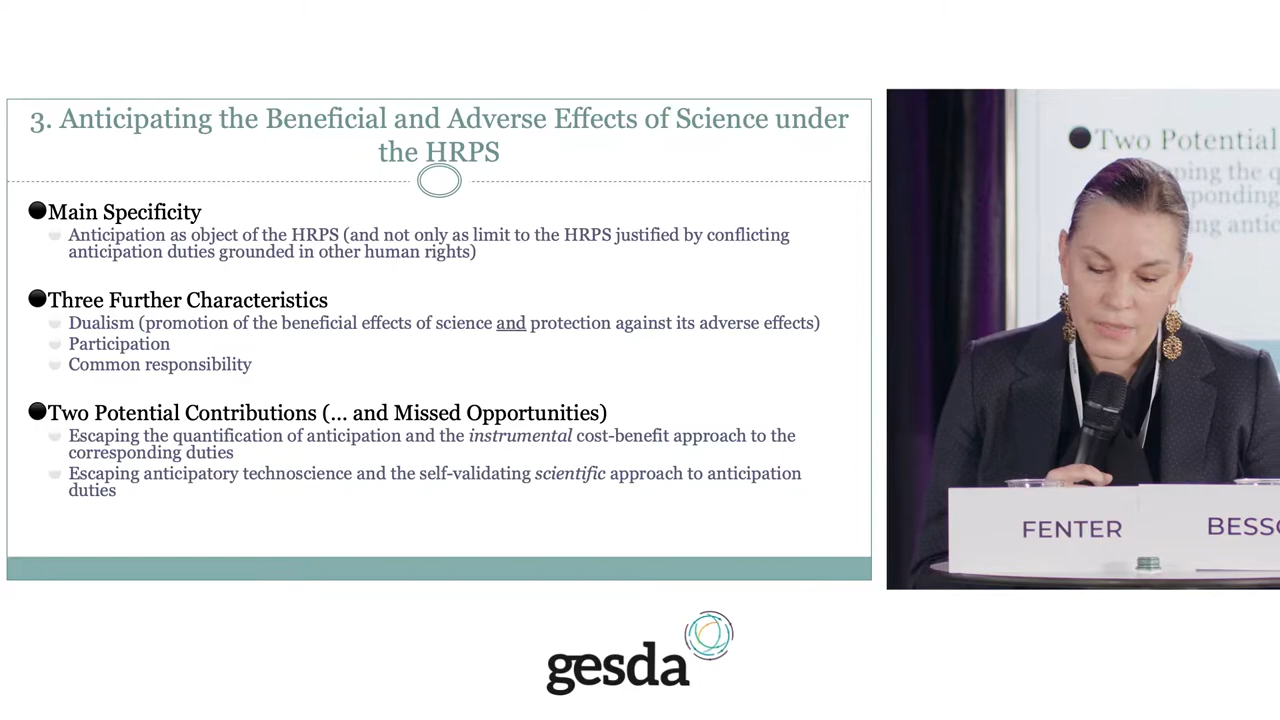 3. Anticipating the Beneficial and Adverse Effects of Science under
the HRPS
Main Specificity
Anticipation as object of the HRPS (and not only as limit to the HRPS justified by conflicting
anticipation duties grounded in other human rights)
Three Further Characteristics
Dualism (promotion of the beneficial effects of science and protection against its adverse effects)
Participation
Common responsibility
Two Potential Contributions (… and Missed Opportunities)
Escaping the quantification of anticipation and the instrumental cost-benefit approach to the
corresponding duties
Escaping anticipatory technoscience and the self-validating scientific approach to anticipation
duties
Two Potential
FENTER
gesda